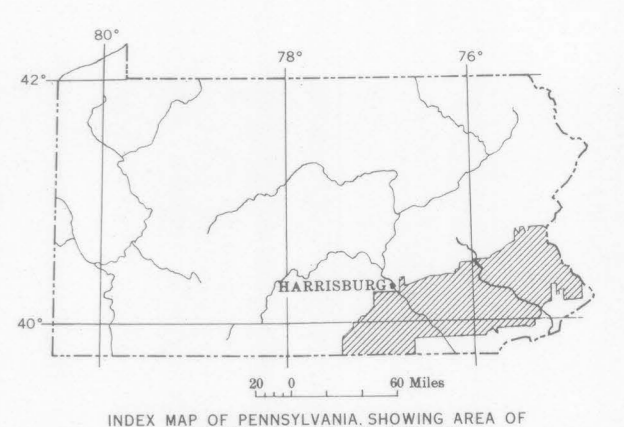 80° 78° 76°
42°
HARRISBURG
40°
20 0 60 Miles
INDEX MAP OF PENNSYLVANIA, SHOWING AREA OF